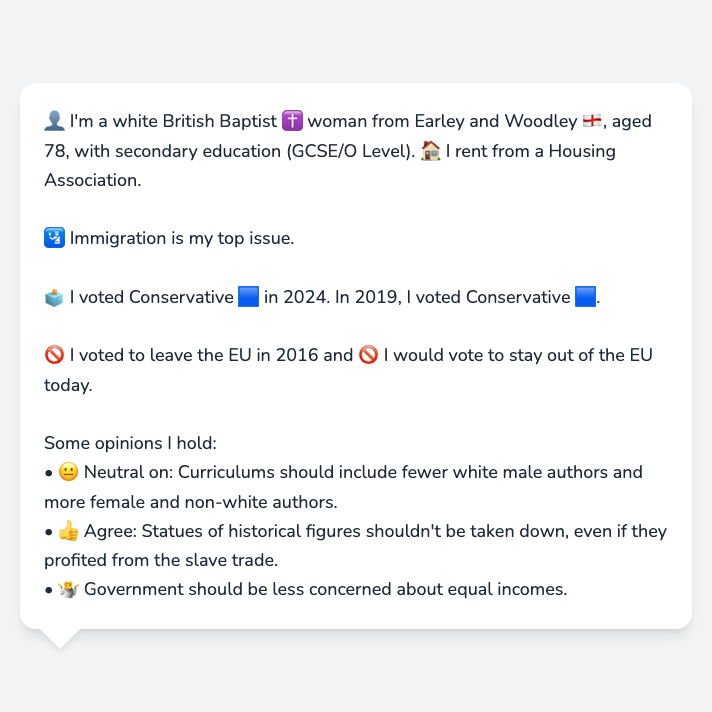 👤 I'm a white British Baptist ✝️ woman from Earley and Woodley 🏴󠁧󠁢󠁥󠁮󠁧󠁿, aged
78, with secondary education (GCSE/O Level). 🏠 I rent from a Housing
Association.
🛂 Immigration is my top issue.
🗳️ I voted Conservative 🟦 in 2024. In 2019, I voted Conservative 🟦.
🚫 I voted to leave the EU in 2016 and 🚫 I would vote to stay out of the EU
today.
Some opinions I hold:
• 😐 Neutral on: Curriculums should include fewer white male authors and
more female and non-white authors.
• 👍 Agree: Statues of historical figures shouldn't be taken down, even if they
profited from the slave trade.
• 🤷 Government should be less concerned about equal incomes.